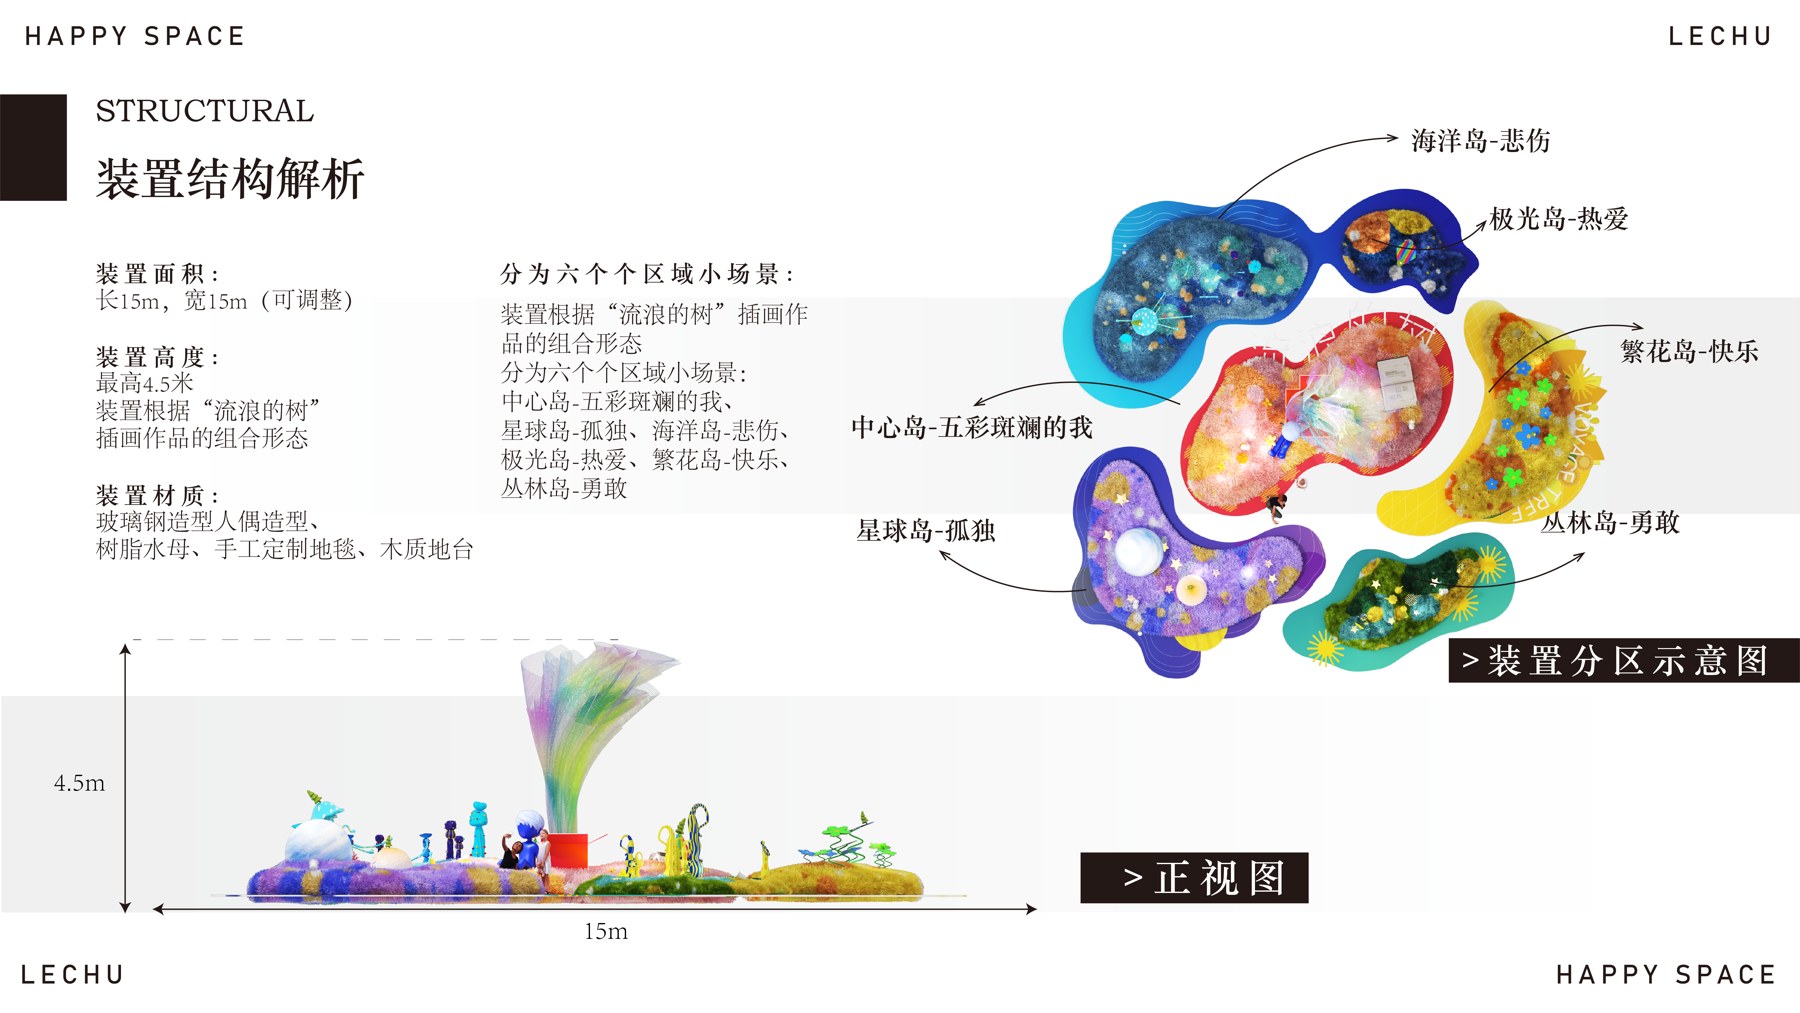 HAPPY SPACE
LECHU
STRUCTURAL
装置结构解析
装置面积：
长15m，宽15m（可调整）
装置高度：
最高4.5米
装置根据“流浪的树”
插画作品的组合形态
装置材质：
玻璃钢造型人偶造型、
树脂水母、手工定制地毯、木质地台
分为六个个区域小场景：
装置根据“流浪的树”插画作
品的组合形态
分为六个个区域小场景：
中心岛-五彩斑斓的我、
星球岛-孤独、海洋岛-悲伤、
极光岛-热爱、繁花岛-快乐、
丛林岛-勇敢
海洋岛-悲伤
极光岛-热爱
繁花岛-快乐
中心岛-五彩斑斓的我
星球岛-孤独
VOYAGE TREE
丛林岛-勇敢
>装置分区示意图
4.5m
15m
>正视图
LECHU
HAPPY SPACE